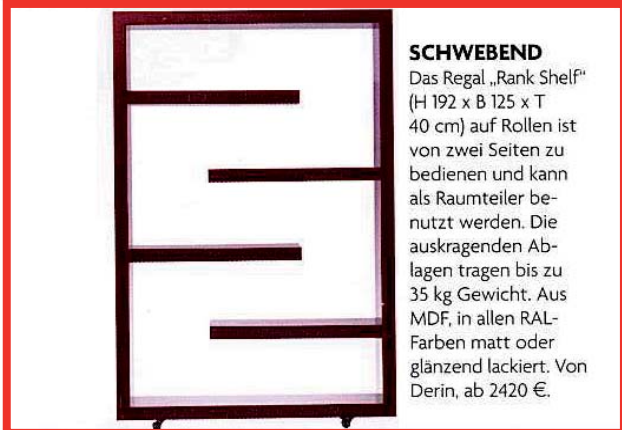 SCHWEBEND
Das Regal „Rank Shelf“
(H 192 x B 125 x T
40 cm) auf Rollen ist
von zwei Seiten zu
bedienen und kann
als Raumteiler be-
nutzt werden. Die
auskragenden Ab-
lagen tragen bis zu
35 kg Gewicht. Aus
MDF, in allen RAL-
Farben matt oder
glänzend lackiert. Von
Derin, ab 2420 €.